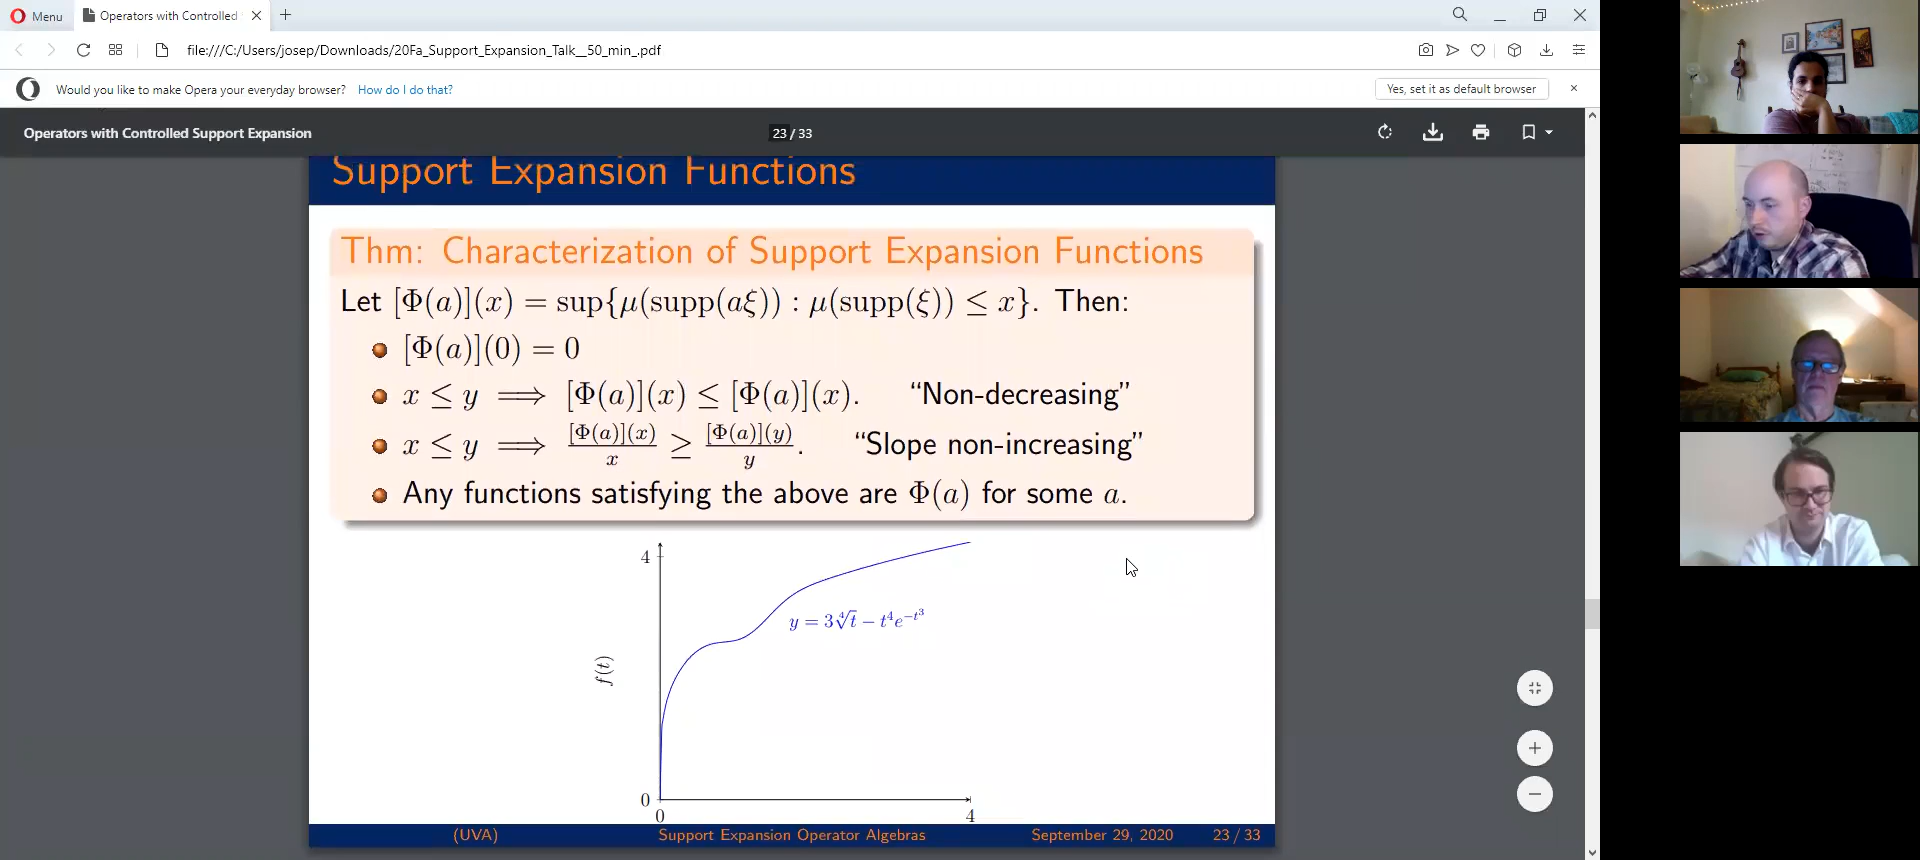 Menu
Operators with Controlled
file:///C:/Users/josep/Downloads/20Fa_Support_Expansion_Talk__50_min_.pdf
Would you like to make Opera your everyday browser? How do I do that?
Yes, set it as default browser
Operators with Controlled Support Expansion
23 / 33
Support Expansion Functions
Thm: Characterization of Support Expansion Functions
Let [Φ(a)](x) = sup{μ(supp(aξ)) : μ(supp(ξ)) ≤ x}. Then:
[Φ(a)](0) = 0
x ≤ y ⟹ [Φ(a)](x) ≤ [Φ(a)](x). “Non-decreasing”
x ≤ y ⟹ [Φ(a)](x)/x ≥ [Φ(a)](y)/y. “Slope non-increasing”
Any functions satisfying the above are Φ(a) for some a.
4
y = 3∜t − t⁴e^{−t³}
f(t)
0
0 4
(UVA) Support Expansion Operator Algebras September 29, 2020 23 / 33